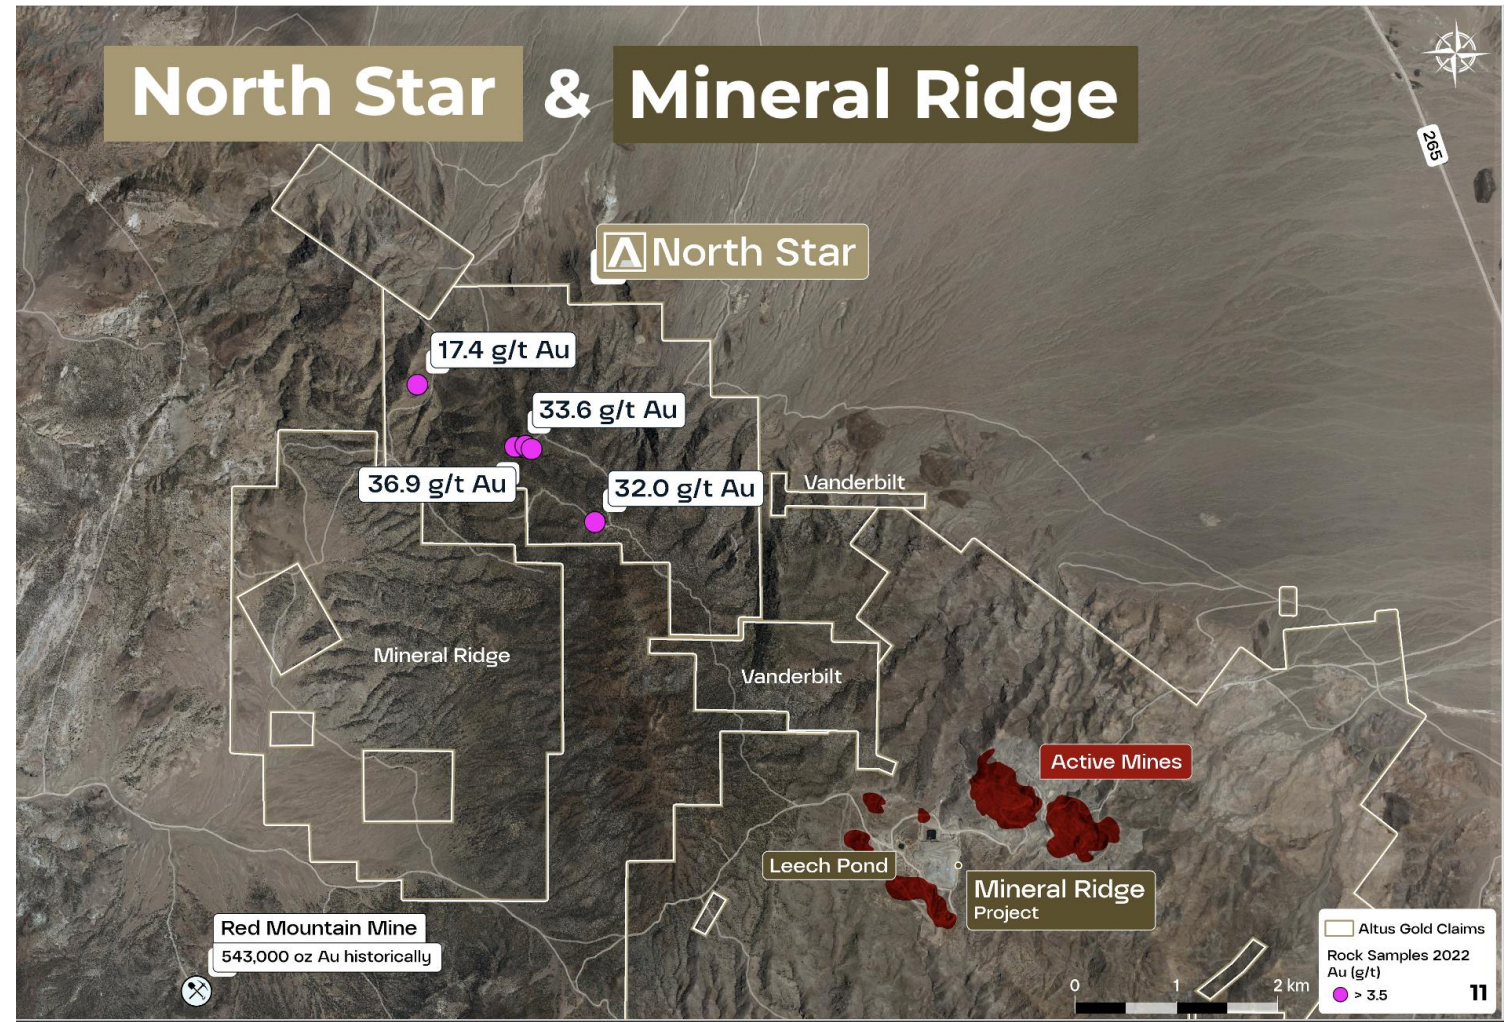 North Star & Mineral Ridge
265
North Star
17.4 g/t Au
33.6 g/t Au
36.9 g/t Au
32.0 g/t Au
Vanderbilt
Mineral Ridge
Vanderbilt
Active Mines
Leech Pond
Mineral Ridge
Project
Red Mountain Mine
543,000 oz Au historically
0 1 2 km
Altus Gold Claims
Rock Samples 2022
Au (g/t)
> 3.5
11